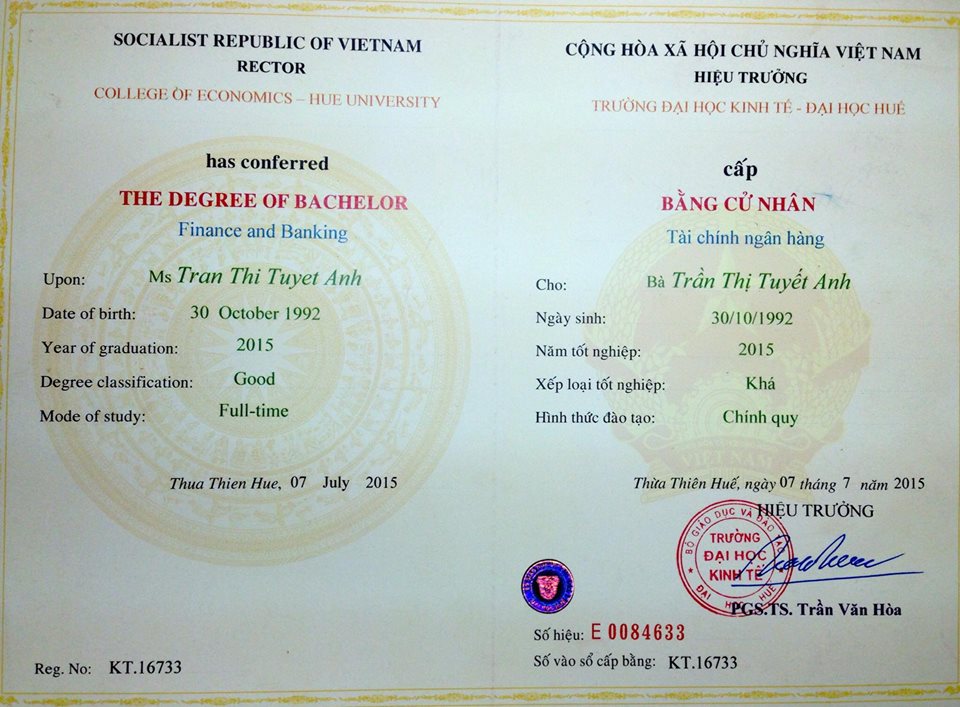 SOCIALIST REPUBLIC OF VIETNAM
RECTOR
COLLEGE OF ECONOMICS – HUE UNIVERSITY
has conferred
THE DEGREE OF BACHELOR
Finance and Banking
Upon: Ms Tran Thi Tuyet Anh
Date of birth: 30 October 1992
Year of graduation: 2015
Degree classification: Good
Mode of study: Full-time
Thua Thien Hue, 07 July 2015
Reg. No: KT.16733
CỘNG HÒA XÃ HỘI CHỦ NGHĨA VIỆT NAM
HIỆU TRƯỞNG
TRƯỜNG ĐẠI HỌC KINH TẾ - ĐẠI HỌC HUẾ
cấp
BẰNG CỬ NHÂN
Tài chính ngân hàng
Cho: Bà Trần Thị Tuyết Anh
Ngày sinh: 30/10/1992
Năm tốt nghiệp: 2015
Xếp loại tốt nghiệp: Khá
Hình thức đào tạo: Chính quy
VIỆT NAM
Thừa Thiên Huế, ngày 07 tháng 7 năm 2015
HIỆU TRƯỞNG
BỘ GIÁO DỤC VÀ ĐÀO TẠO
TRƯỜNG
ĐẠI HỌC
KINH TẾ
ĐẠI HỌC HUẾ
PGS.TS. Trần Văn Hòa
Số hiệu: E 0084633
Số vào sổ cấp bằng: KT.16733